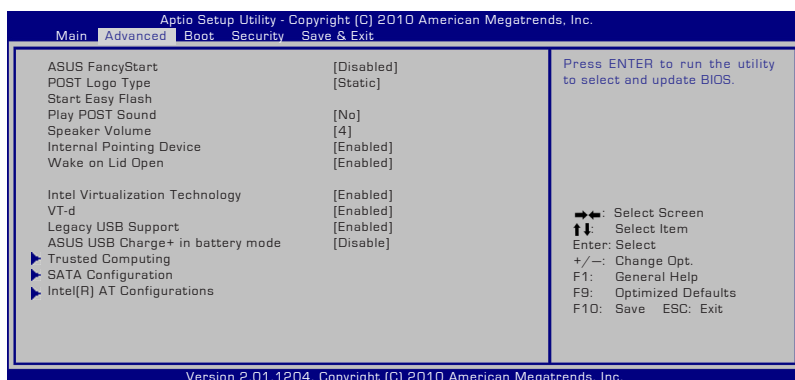 Aptio Setup Utility - Copyright (C) 2010 American Megatrends, Inc.
Main Advanced Boot Security Save & Exit
ASUS FancyStart [Disabled]
POST Logo Type [Static]
Start Easy Flash
Play POST Sound [No]
Speaker Volume [4]
Internal Pointing Device [Enabled]
Wake on Lid Open [Enabled]
Intel Virtualization Technology [Enabled]
VT-d [Enabled]
Legacy USB Support [Enabled]
ASUS USB Charge+ in battery mode [Disable]
Trusted Computing
SATA Configuration
Intel(R) AT Configurations
Press ENTER to run the utility
to select and update BIOS.
→←: Select Screen
↑↓: Select Item
Enter: Select
+/—: Change Opt.
F1: General Help
F9: Optimized Defaults
F10: Save ESC: Exit
Version 2.01.1204. Copyright (C) 2010 American Megatrends, Inc.